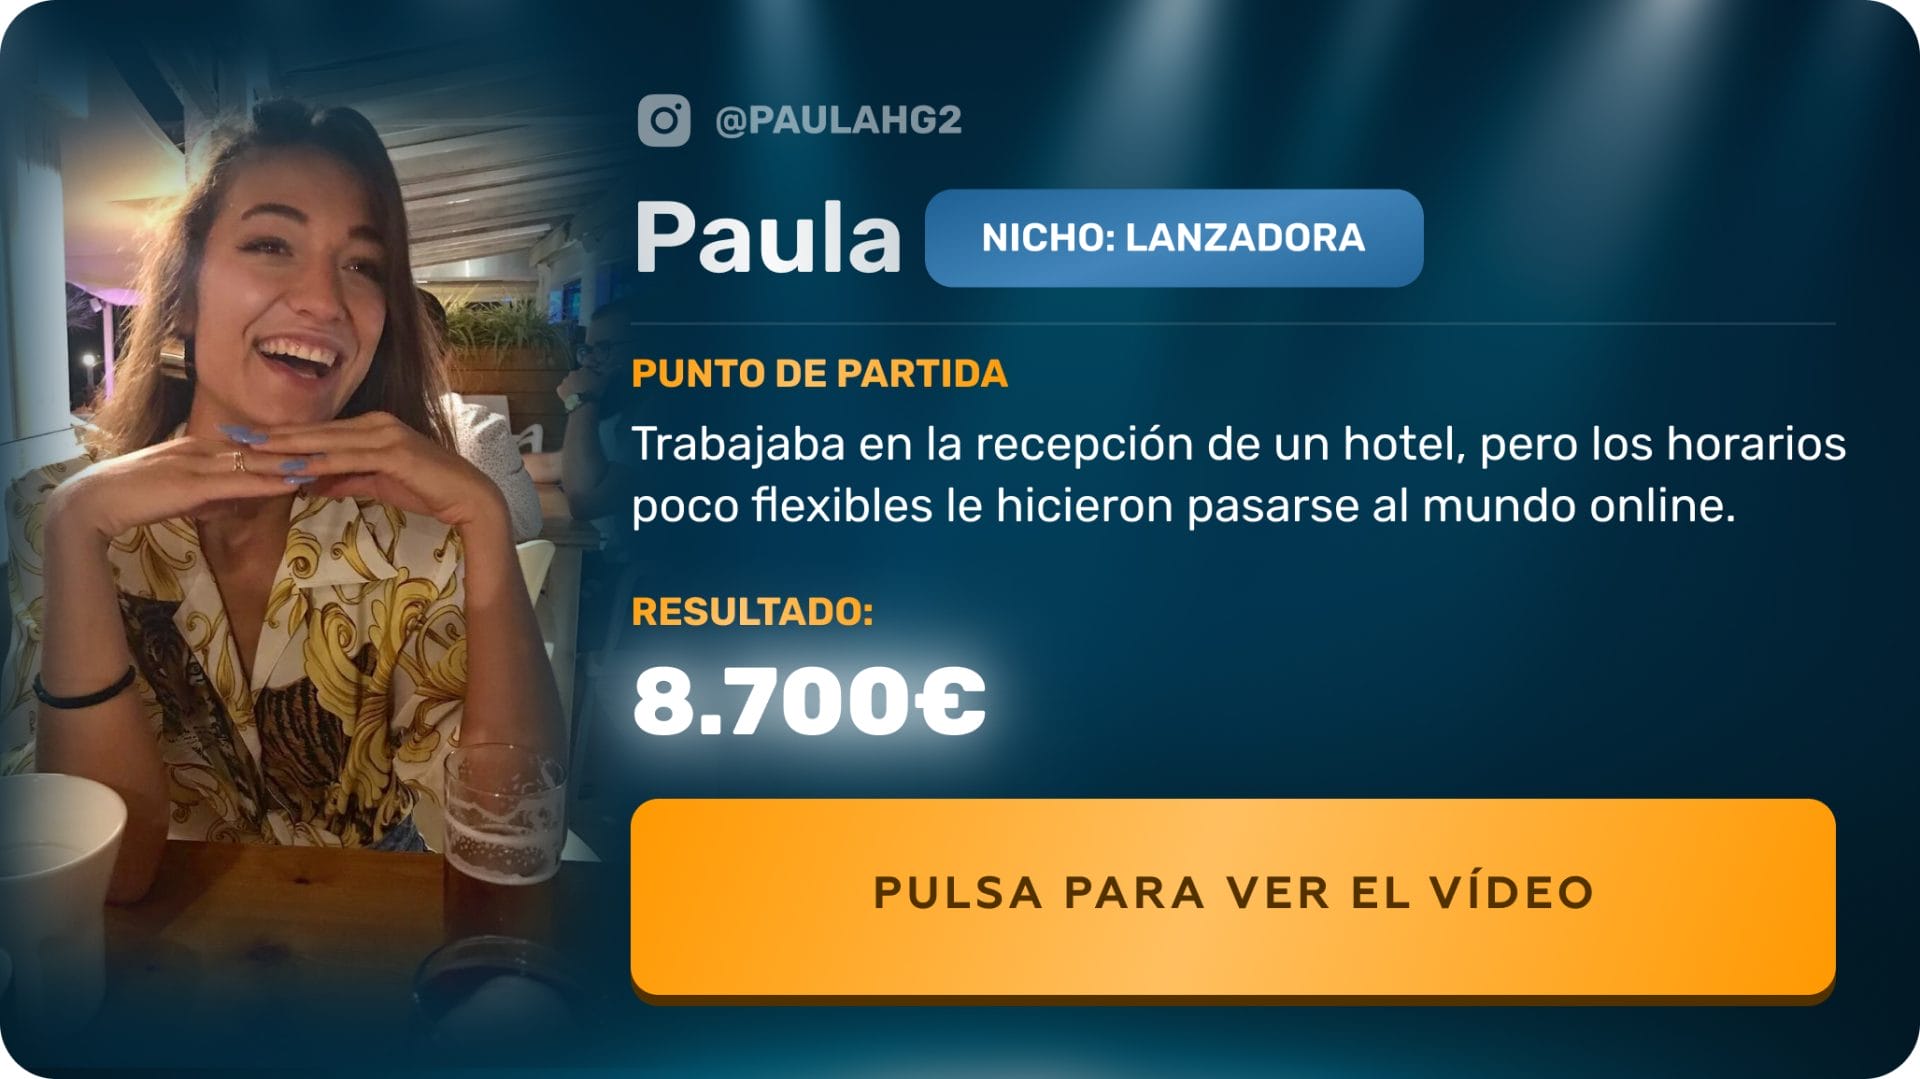 @PAULAHG2
Paula
NICHO: LANZADORA
PUNTO DE PARTIDA
Trabajaba en la recepción de un hotel, pero los horarios
poco flexibles le hicieron pasarse al mundo online.
RESULTADO:
8.700€
PULSA PARA VER EL VÍDEO